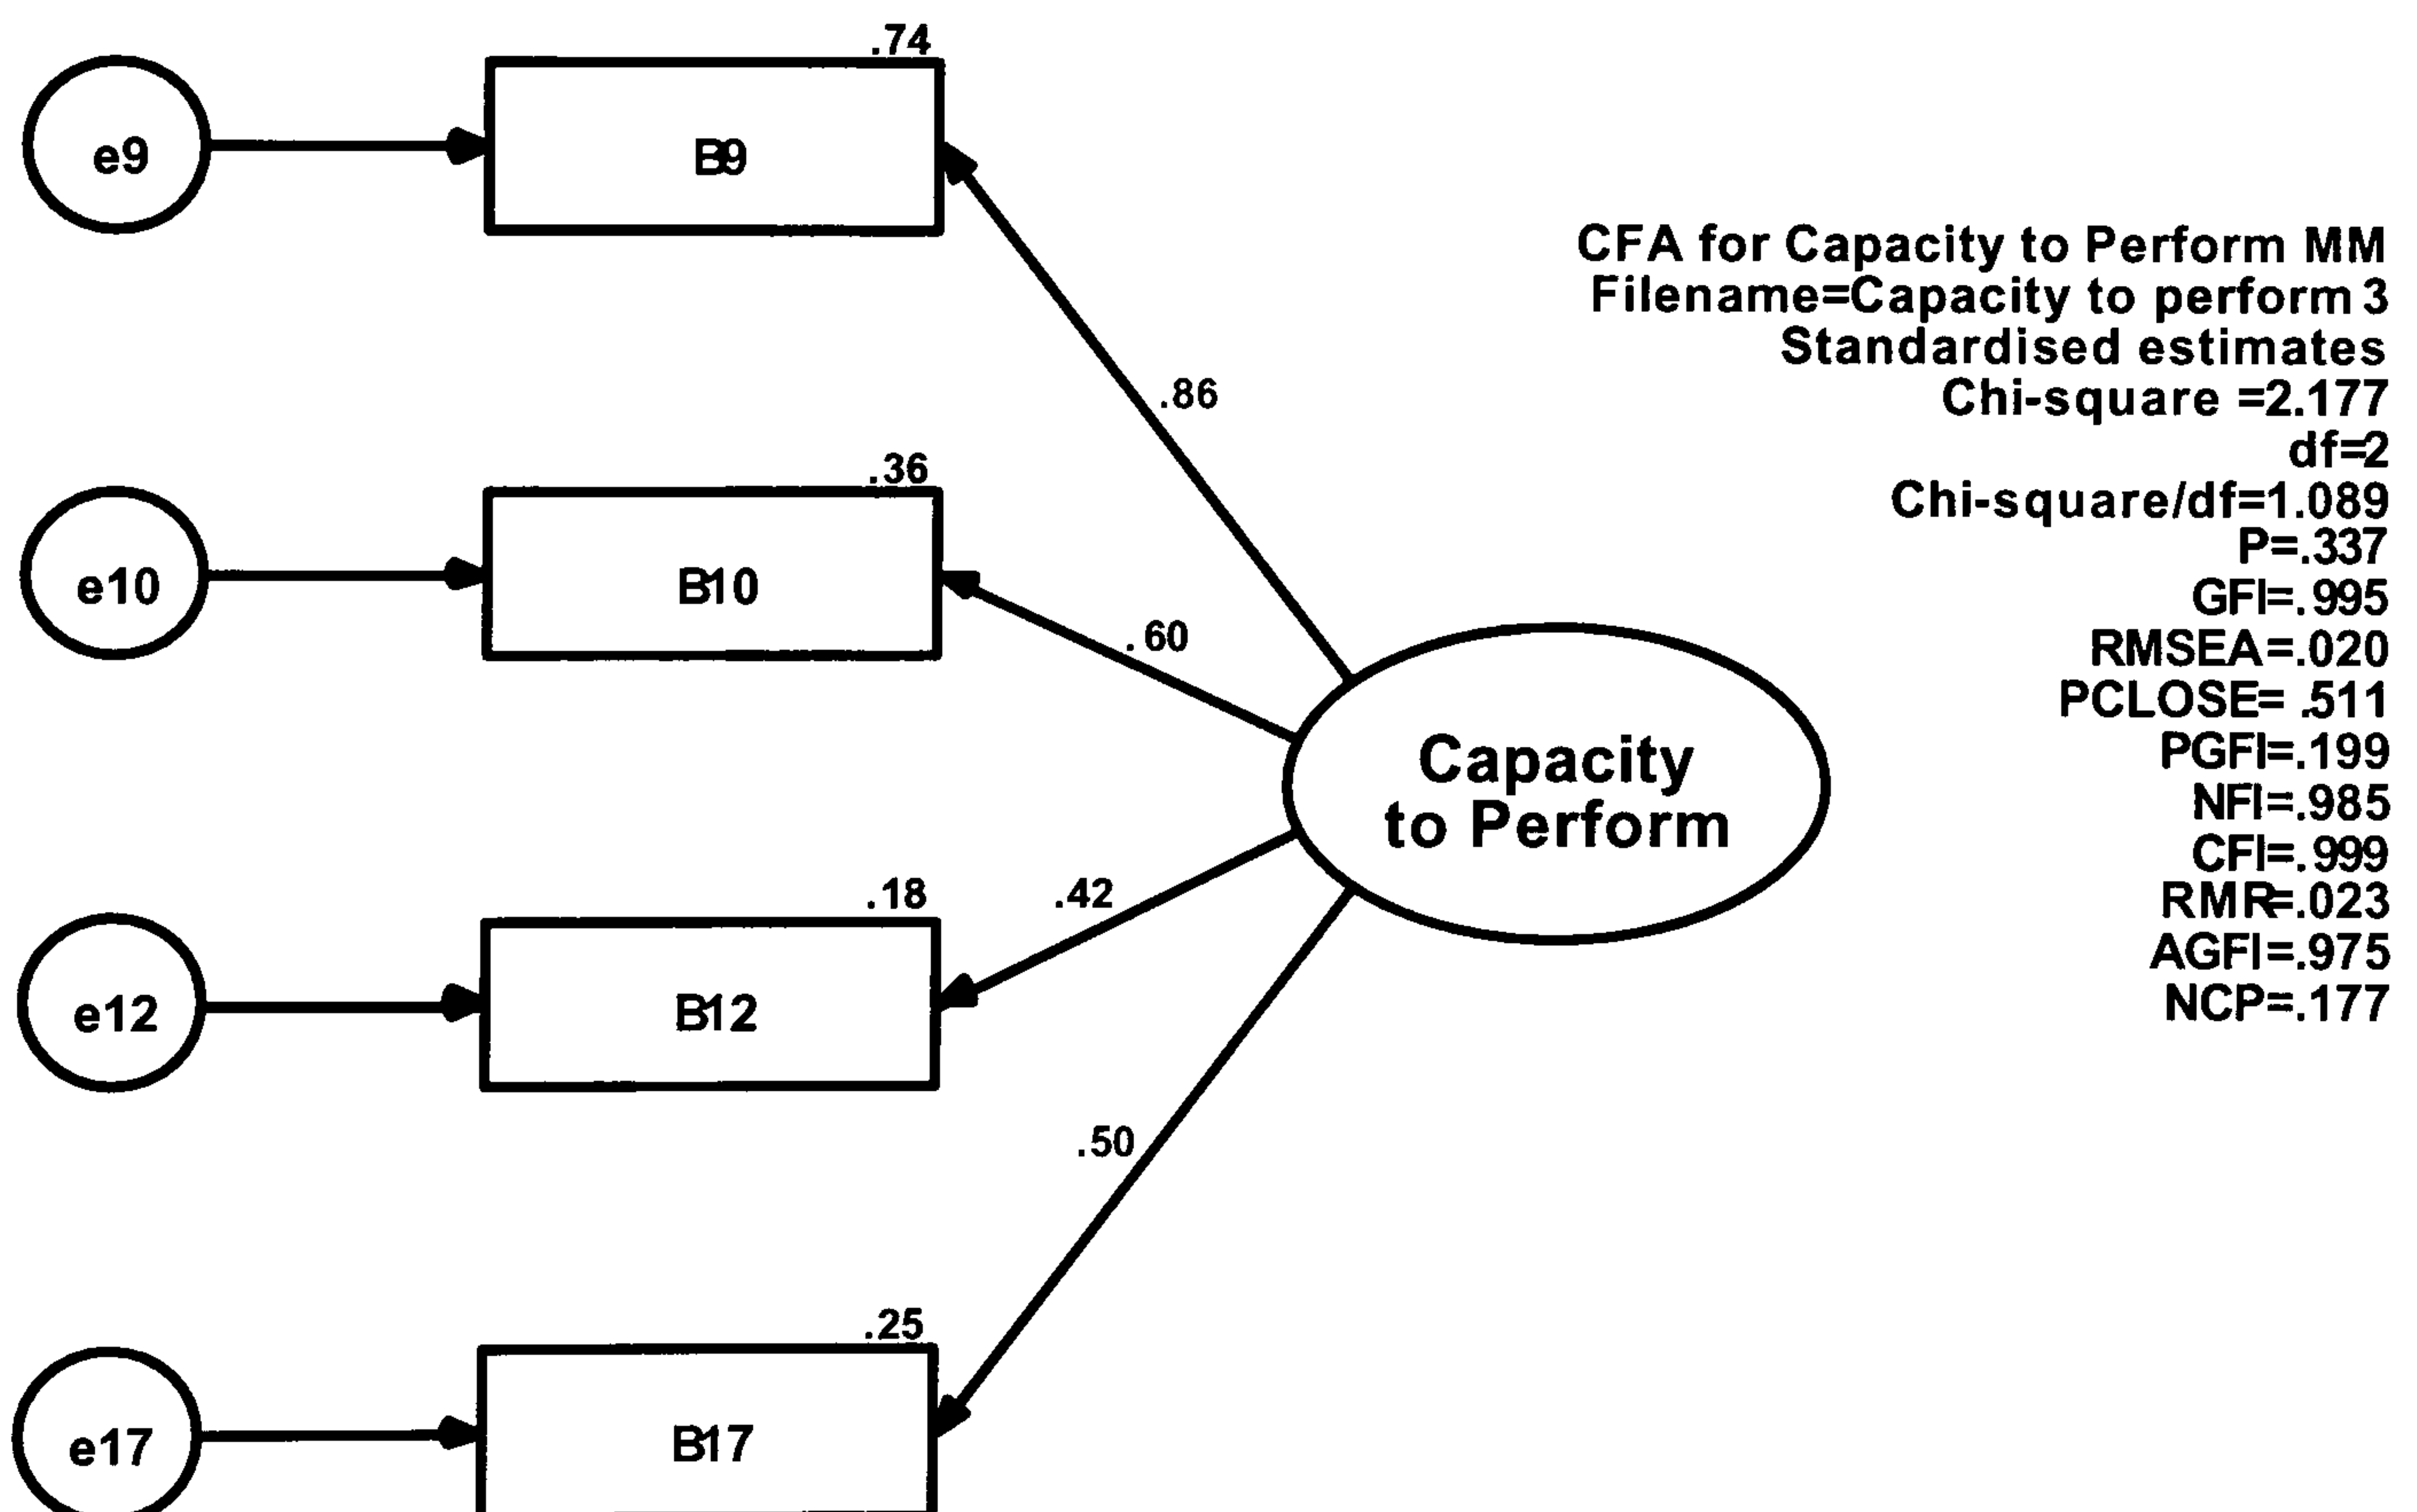 .74
e9
B9
.86
.36
e10
B10
.60
Capacity
to Perform
.18
.42
e12
B12
.50
.25
e17
B17
CFA for Capacity to Perform MM
Filename=Capacity to perform 3
Standardised estimates
Chi-square =2.177
df=2
Chi-square/df=1.089
P=.337
GFI=.995
RMSEA=.020
PCLOSE= .511
PGFI=.199
NFI=.985
CFI=.999
RMR=.023
AGFI=.975
NCP=.177